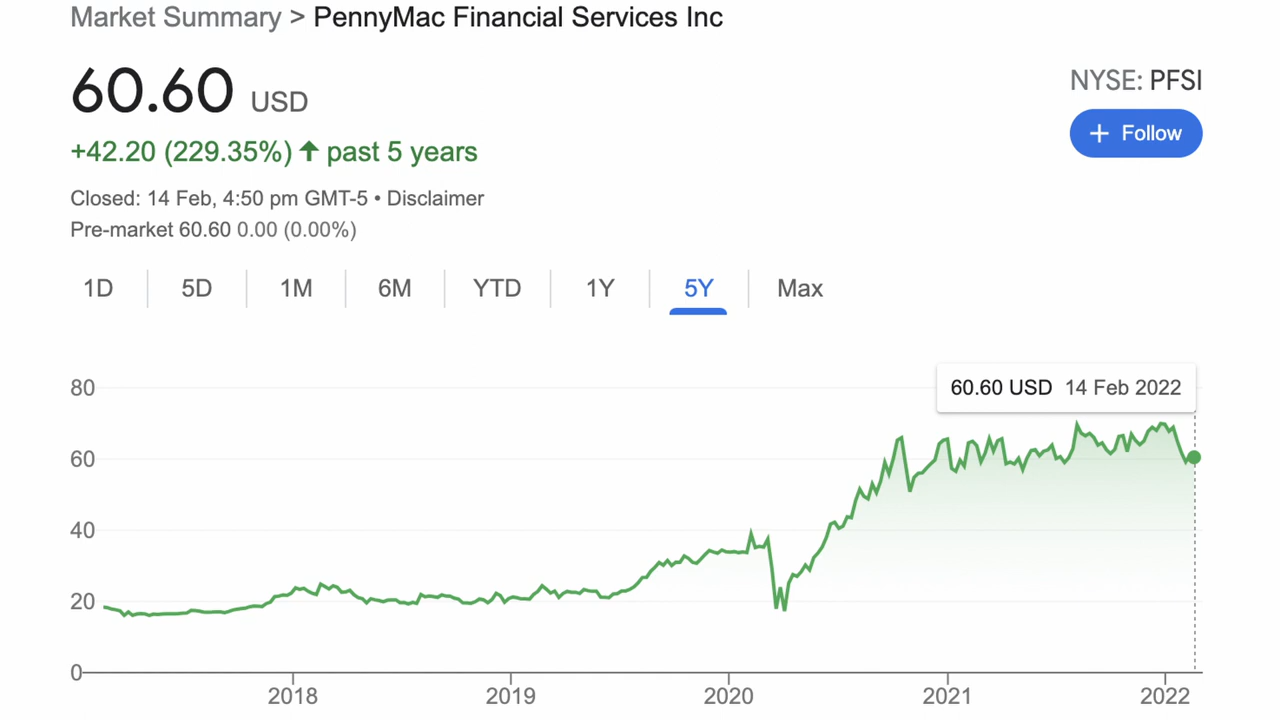 Market Summary > PennyMac Financial Services Inc
60.60 USD
NYSE: PFSI
+ Follow
+42.20 (229.35%) ↑ past 5 years
Closed: 14 Feb, 4:50 pm GMT-5 • Disclaimer
Pre-market 60.60 0.00 (0.00%)
1D 5D 1M 6M YTD 1Y 5Y Max
60.60 USD 14 Feb 2022
80
60
40
20
0
2018 2019 2020 2021 2022